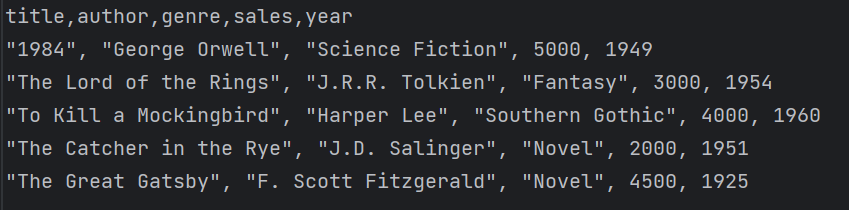 title,author,genre,sales,year
"1984", "George Orwell", "Science Fiction", 5000, 1949
"The Lord of the Rings", "J.R.R. Tolkien", "Fantasy", 3000, 1954
"To Kill a Mockingbird", "Harper Lee", "Southern Gothic", 4000, 1960
"The Catcher in the Rye", "J.D. Salinger", "Novel", 2000, 1951
"The Great Gatsby", "F. Scott Fitzgerald", "Novel", 4500, 1925